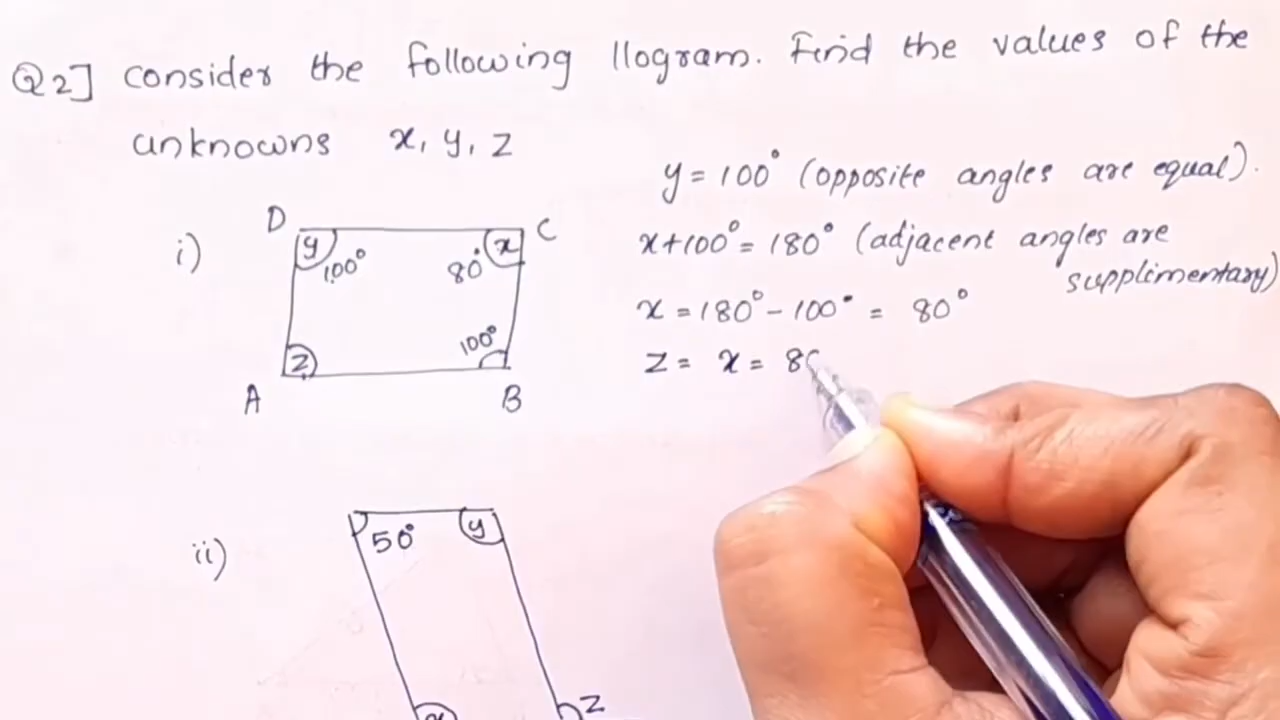 Q2] consider the following llogram. Find the values of the
unknowns x, y, z
y = 100° (opposite angles are equal).
i)
D
C
y
100°
80°
x
x+100° = 180° (adjacent angles are
supplimentary)
x = 180° - 100° = 80°
100°
z
z = x = 80
A
B
ii)
50°
y
x
z